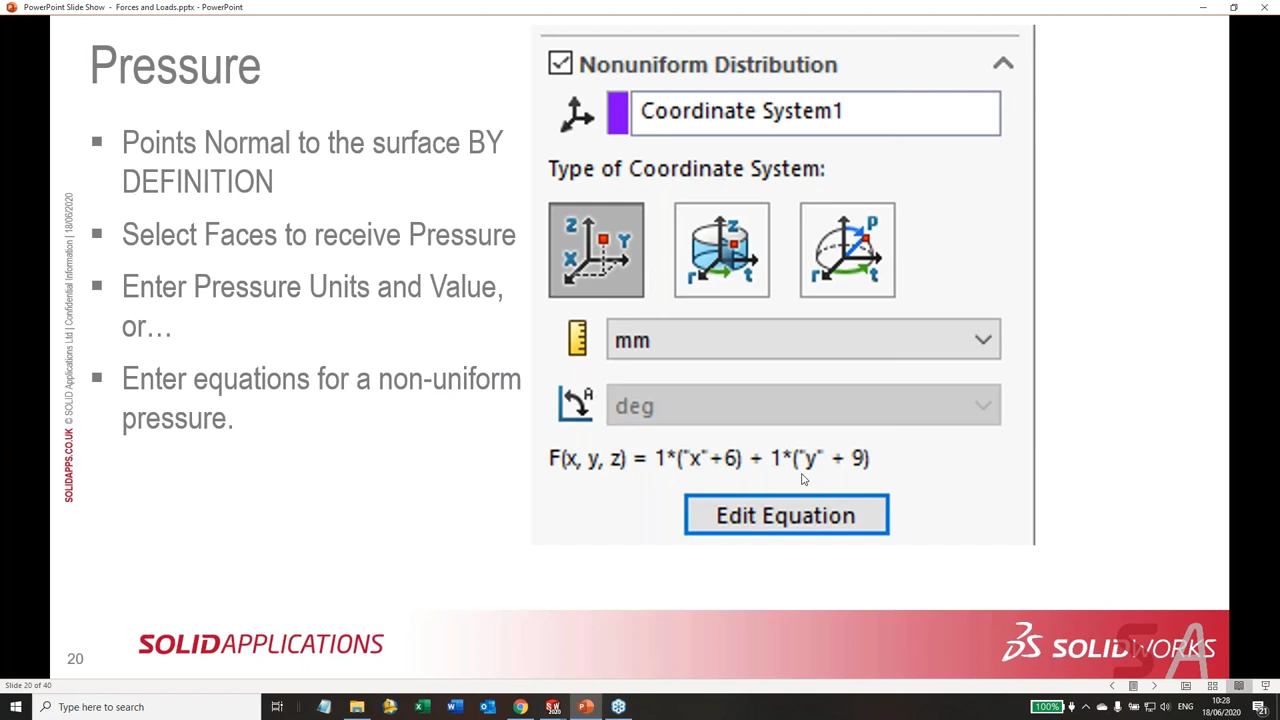 PowerPoint Slide Show - Forces and Loads.pptx - PowerPoint
Pressure
▪ Points Normal to the surface BY
DEFINITION
▪ Select Faces to receive Pressure
▪ Enter Pressure Units and Value,
or…
▪ Enter equations for a non-uniform
pressure.
SOLIDAPPS.CO.UK © SOLID Applications Ltd | Confidential Information | 18/06/2020
Nonuniform Distribution
Coordinate System1
Type of Coordinate System:
Z Y X
z r t
p r t
mm
A
deg
F(x, y, z) = 1*("x"+6) + 1*("y" + 9)
Edit Equation
20
SOLIDAPPLICATIONS
SOLIDWORKS
SA
Slide 20 of 40
Type here to search
100%
ENG
10:28
18/06/2020
21